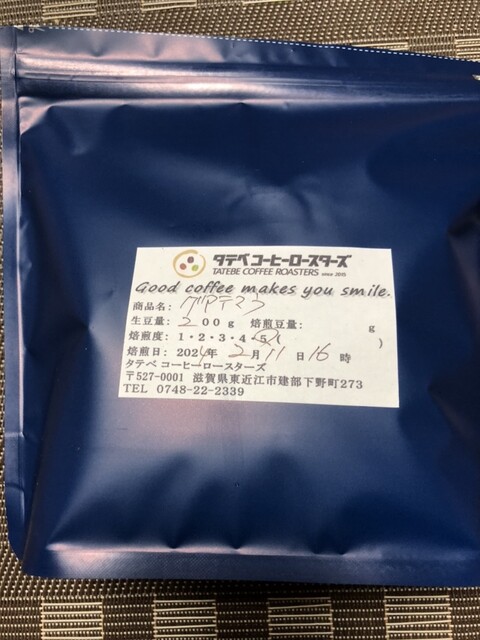 タテベ コーヒーロースターズ
TATEBE COFFEE ROASTERS since 2015
Good coffee makes you smile.
商品名: グアテマラ
生豆量: 200g 焙煎豆量: g
焙煎度: 1・2・3・4・5( )
焙煎日: 2024年 2月 11日 16時
タテベ コーヒーロースターズ
〒527-0001 滋賀県東近江市建部下野町273
TEL 0748-22-2339